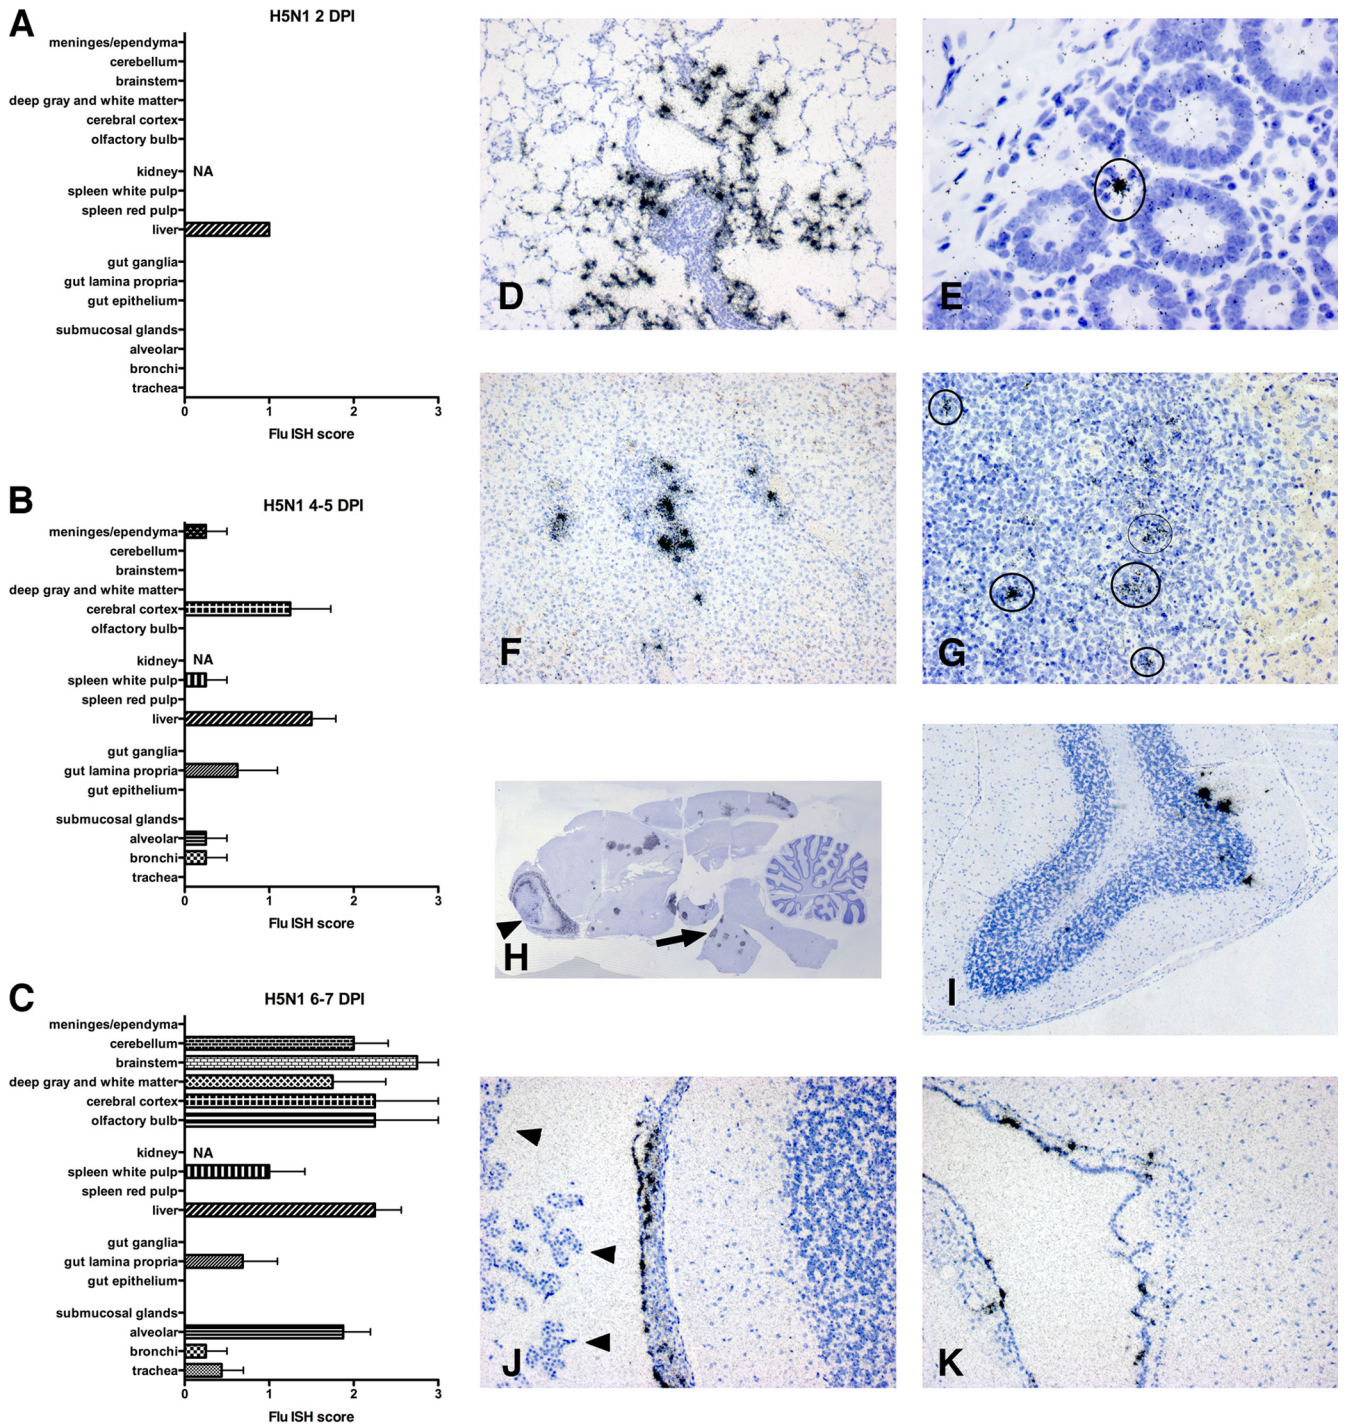 A
H5N1 2 DPI
meninges/ependyma
cerebellum
brainstem
deep gray and white matter
cerebral cortex
olfactory bulb
kidney NA
spleen white pulp
spleen red pulp
liver
gut ganglia
gut lamina propria
gut epithelium
submucosal glands
alveolar
bronchi
trachea
0 1 2 3
Flu ISH score
B
H5N1 4-5 DPI
meninges/ependyma
cerebellum
brainstem
deep gray and white matter
cerebral cortex
olfactory bulb
kidney NA
spleen white pulp
spleen red pulp
liver
gut ganglia
gut lamina propria
gut epithelium
submucosal glands
alveolar
bronchi
trachea
0 1 2 3
Flu ISH score
C
H5N1 6-7 DPI
meninges/ependyma
cerebellum
brainstem
deep gray and white matter
cerebral cortex
olfactory bulb
kidney NA
spleen white pulp
spleen red pulp
liver
gut ganglia
gut lamina propria
gut epithelium
submucosal glands
alveolar
bronchi
trachea
0 1 2 3
Flu ISH score
D
E
F
G
H
I
J
K